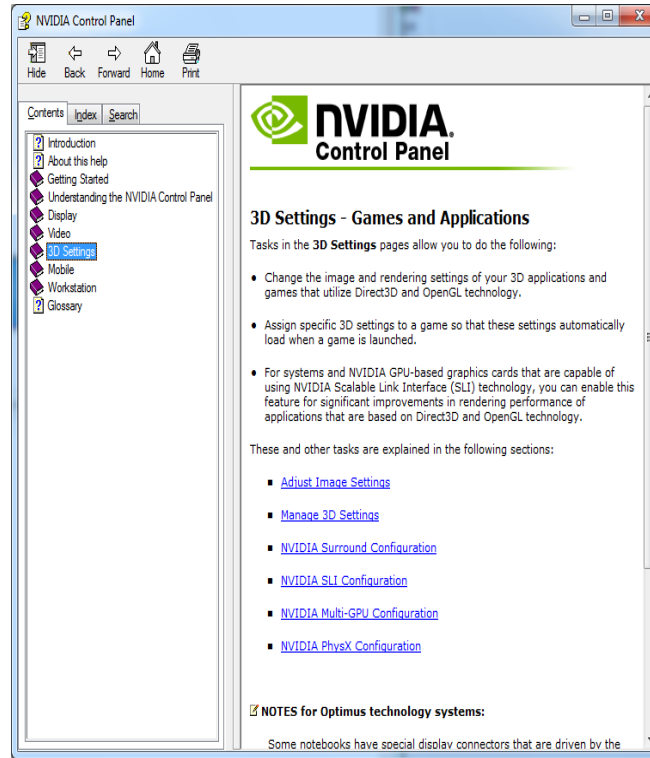 NVIDIA Control Panel
Hide Back Forward Home Print
Contents Index Search
Introduction
About this help
Getting Started
Understanding the NVIDIA Control Panel
Display
Video
3D Settings
Mobile
Workstation
Glossary
NVIDIA.
Control Panel
3D Settings - Games and Applications
Tasks in the 3D Settings pages allow you to do the following:
• Change the image and rendering settings of your 3D applications and
games that utilize Direct3D and OpenGL technology.
• Assign specific 3D settings to a game so that these settings automatically
load when a game is launched.
• For systems and NVIDIA GPU-based graphics cards that are capable of
using NVIDIA Scalable Link Interface (SLI) technology, you can enable this
feature for significant improvements in rendering performance of
applications that are based on Direct3D and OpenGL technology.
These and other tasks are explained in the following sections:
▪ Adjust Image Settings
▪ Manage 3D Settings
▪ NVIDIA Surround Configuration
▪ NVIDIA SLI Configuration
▪ NVIDIA Multi-GPU Configuration
▪ NVIDIA PhysX Configuration
NOTES for Optimus technology systems:
Some notebooks have special display connectors that are driven by the